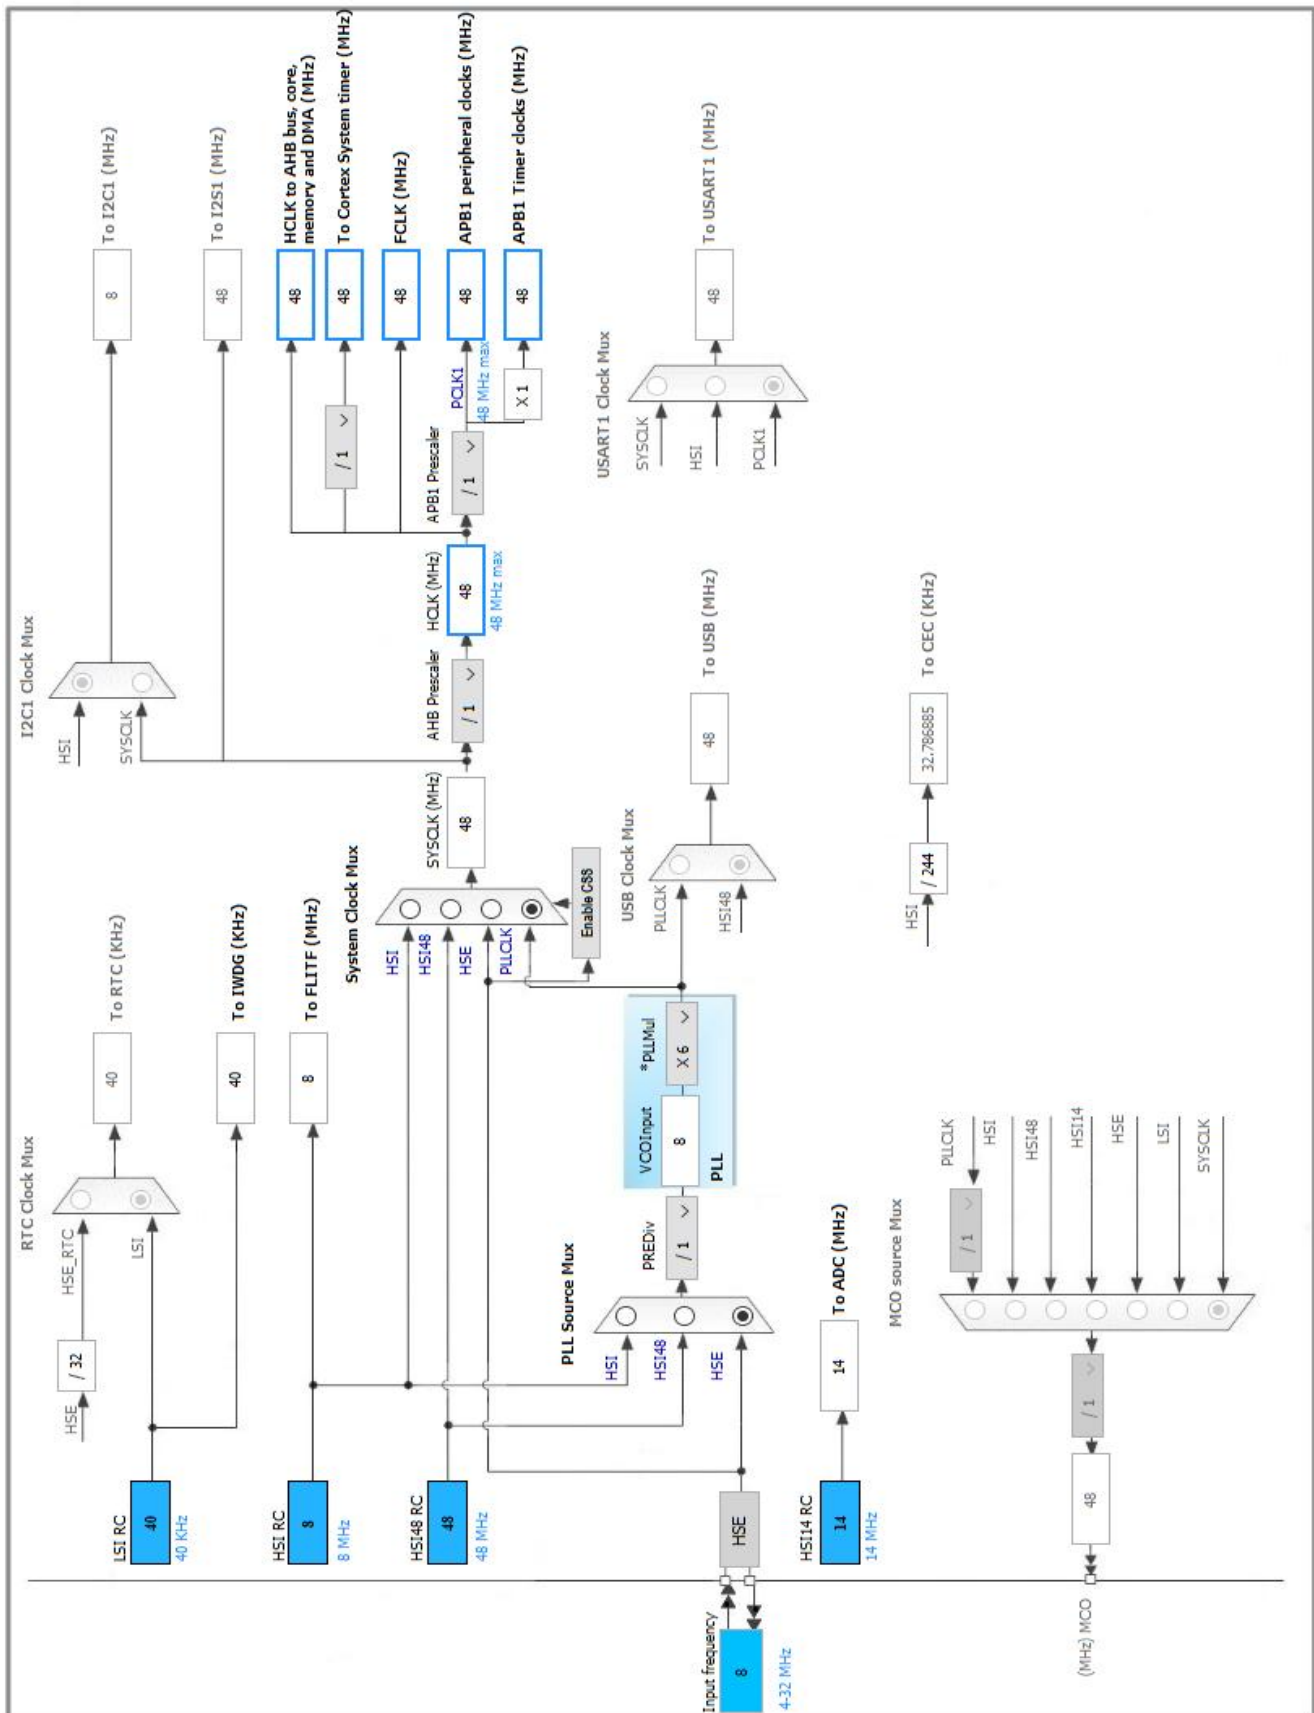 RTC Clock Mux
HSE
/ 32
HSE_RTC
LSI
40
To RTC (KHz)
LSI RC
40
40 KHz
40
To IWDG (KHz)
HSI RC
8
8 MHz
8
To FLITF (MHz)
HSI48 RC
48
48 MHz
I2C1 Clock Mux
HSI
SYSCLK
8
To I2C1 (MHz)
48
To I2S1 (MHz)
System Clock Mux
HSI
HSI48
HSE
PLLCLK
Enable CSS
SYSCLK (MHz)
48
AHB Prescaler
/ 1
HCLK (MHz)
48
48 MHz max
48
HCLK to AHB bus, core,
memory and DMA (MHz)
/ 1
48
To Cortex System timer (MHz)
48
FCLK (MHz)
APB1 Prescaler
/ 1
PCLK1
48 MHz max
48
APB1 peripheral clocks (MHz)
X 1
48
APB1 Timer clocks (MHz)
Input frequency
8
4-32 MHz
HSE
PLL Source Mux
HSI
HSI48
HSE
PREDiv
/ 1
VCOInput
8
*PLLMul
X 6
PLL
USB Clock Mux
PLLCLK
HSI48
48
To USB (MHz)
USART1 Clock Mux
SYSCLK
HSI
PCLK1
48
To USART1 (MHz)
HSI14 RC
14
14 MHz
14
To ADC (MHz)
HSI
/ 244
32.786885
To CEC (KHz)
MCO source Mux
(MHz) MCO
48
/ 1
/ 1
PLLCLK
HSI
HSI48
HSI14
HSE
LSI
SYSCLK